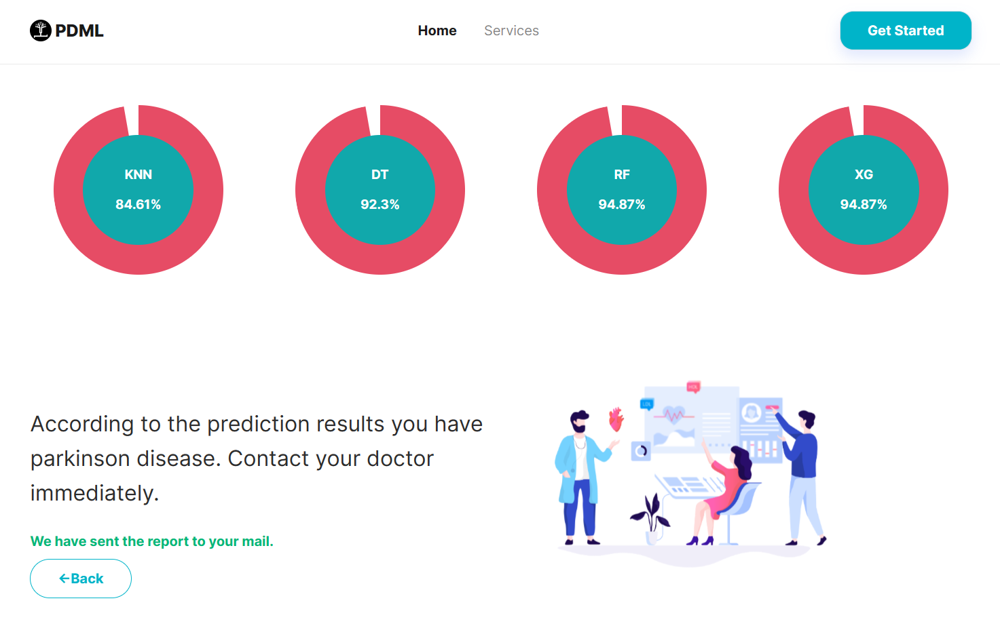 PDML
Home
Services
Get Started
KNN
84.61%
DT
92.3%
RF
94.87%
XG
94.87%
HDL
LDL
According to the prediction results you have
parkinson disease. Contact your doctor
immediately.
We have sent the report to your mail.
←Back